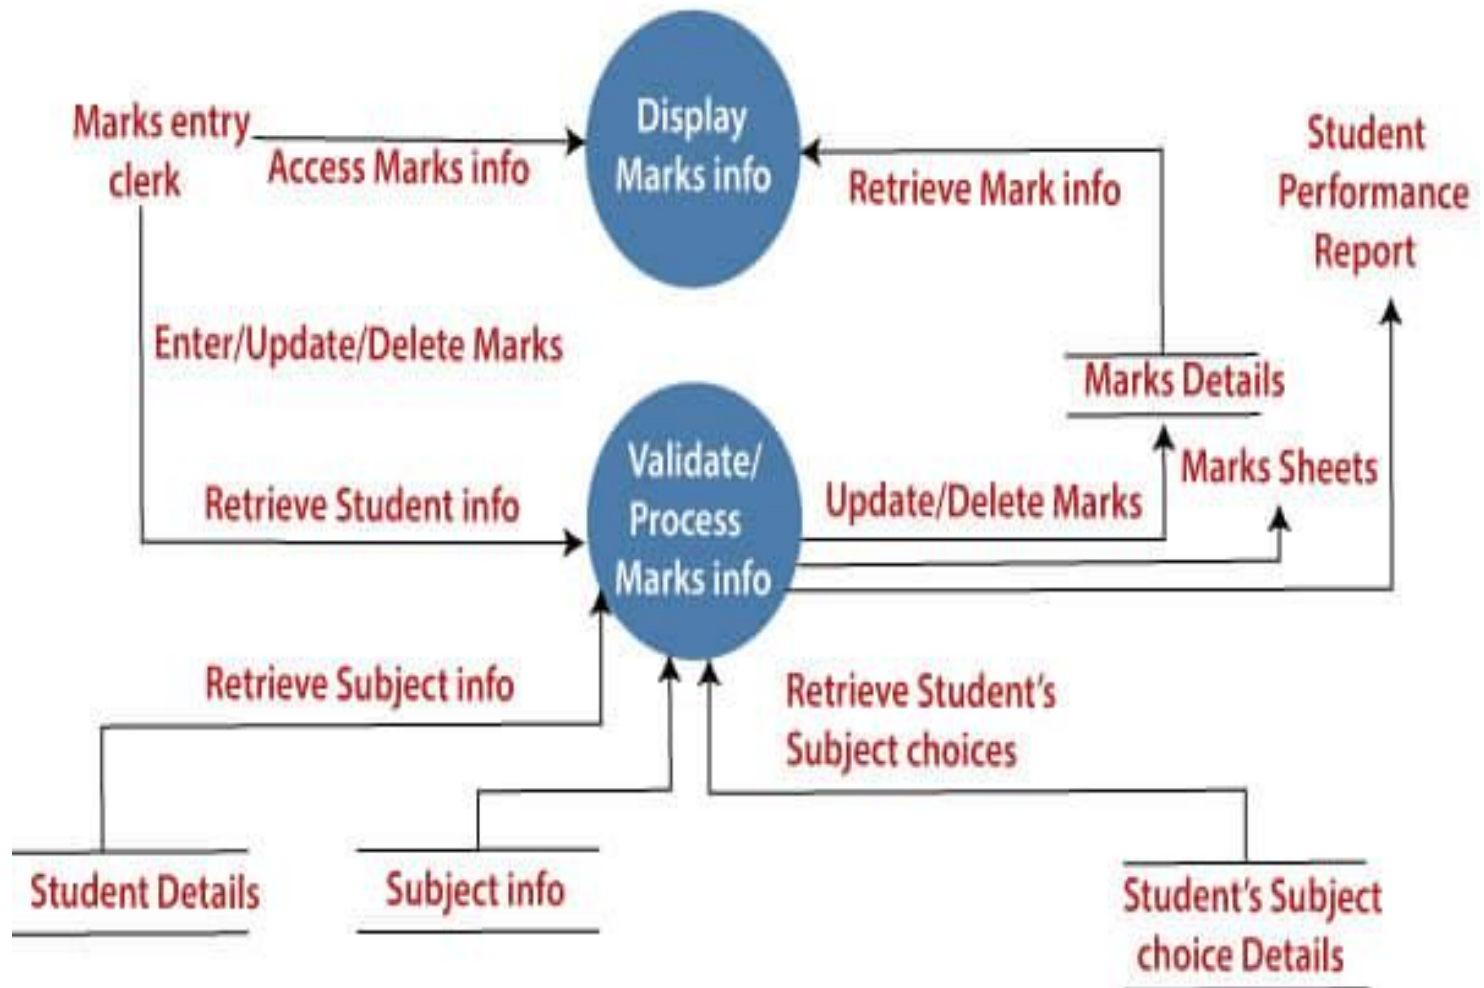 Marks entry
clerk
Access Marks info
Display
Marks info
Retrieve Mark info
Student
Performance
Report
Enter/Update/Delete Marks
Marks Details
Validate/
Process
Marks info
Marks Sheets
Update/Delete Marks
Retrieve Student info
Retrieve Subject info
Retrieve Student's
Subject choices
Student Details
Subject info
Student's Subject
choice Details